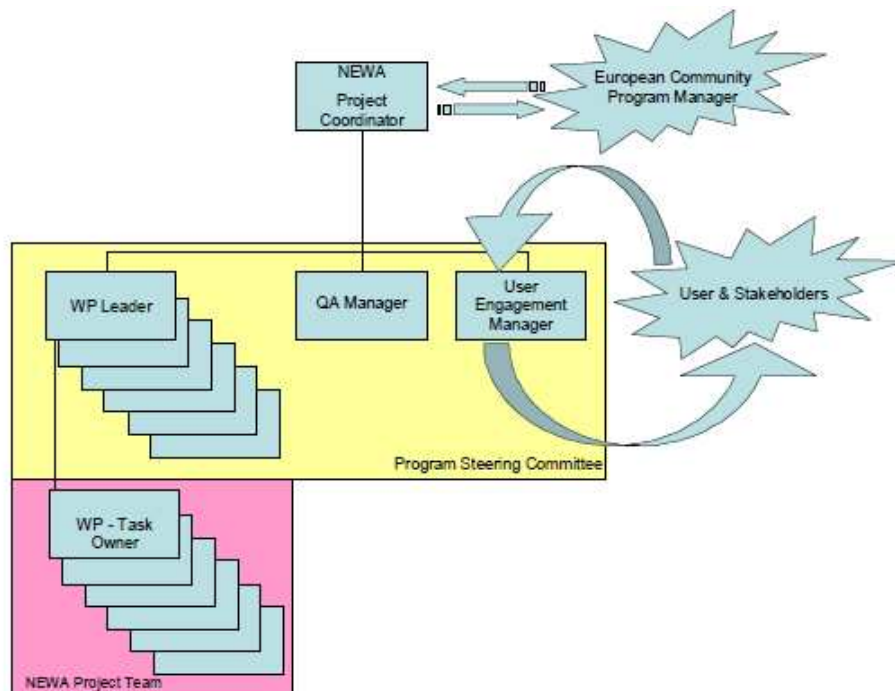 NEWA
Project
Coordinator
European Community
Program Manager
WP Leader
QA Manager
User
Engagement
Manager
User & Stakeholders
Program Steering Committee
WP - Task
Owner
NEWA Project Team